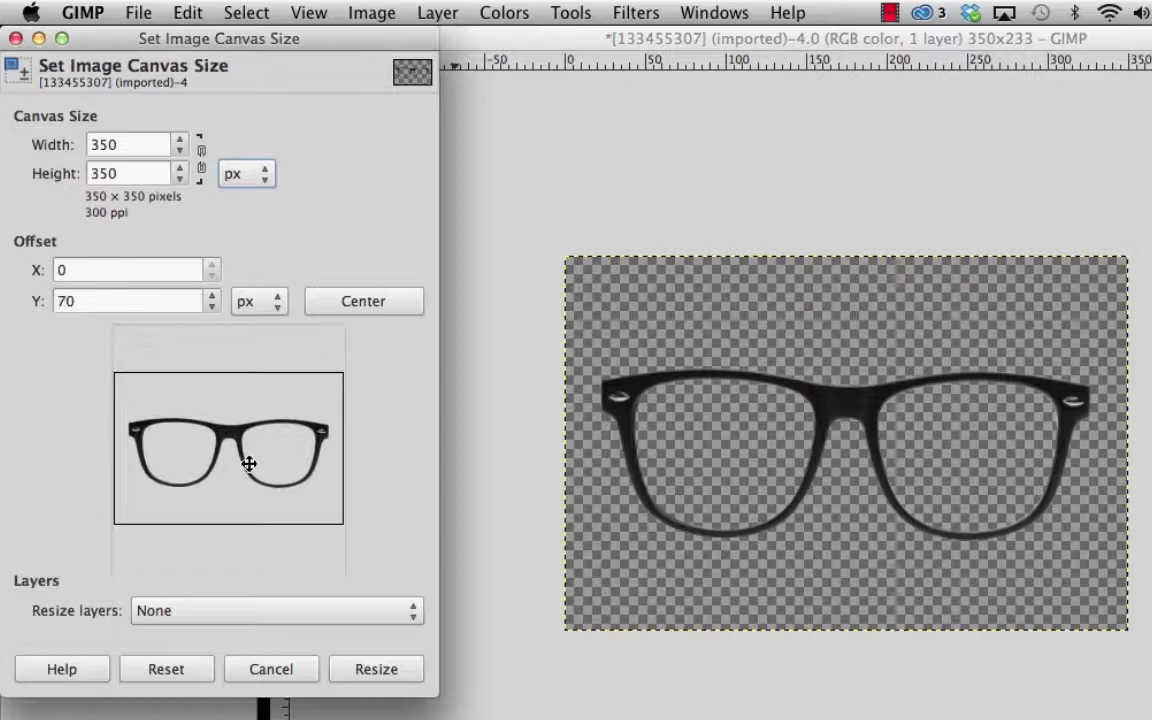 GIMP File Edit Select View Image Layer Colors Tools Filters Windows Help 3
Set Image Canvas Size
*[133455307] (imported)-4.0 (RGB color, 1 layer) 350x233 – GIMP
Set Image Canvas Size
[133455307] (imported)-4
-50 0 50 100 150 200 250 300 350
Canvas Size
Width: 350
Height: 350 px
350 × 350 pixels
300 ppi
Offset
X: 0
Y: 70 px Center
Layers
Resize layers: None
Help Reset Cancel Resize